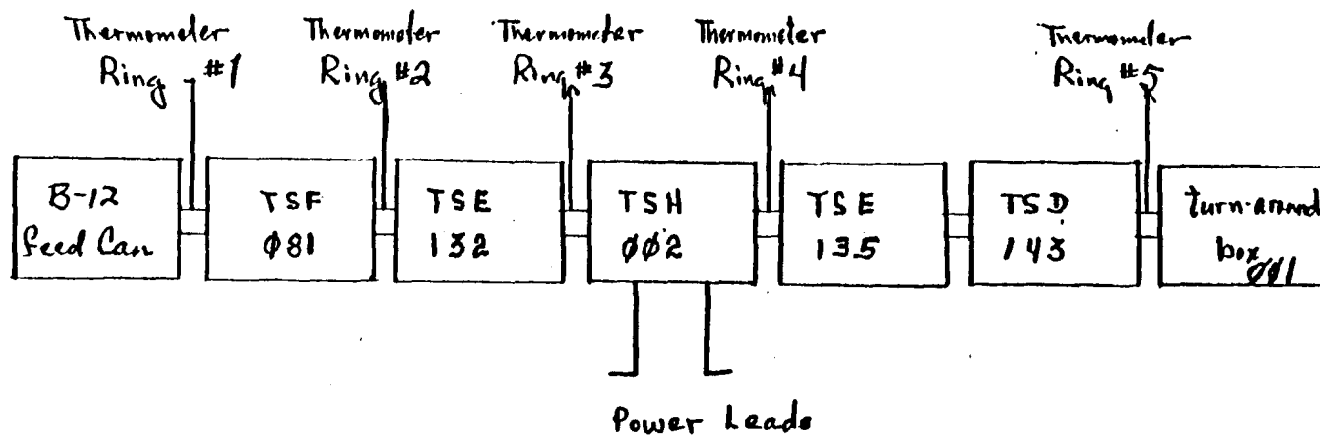 Thermometer
Ring #1
Thermometer
Ring #2
Thermometer
Ring #3
Thermometer
Ring #4
Thermometer
Ring #5
B-12
feed Can
TSF
Ø81
TSE
132
TSH
ØØ2
TSE
135
TSD
143
turn-around
box
ØØ1
Power Leads